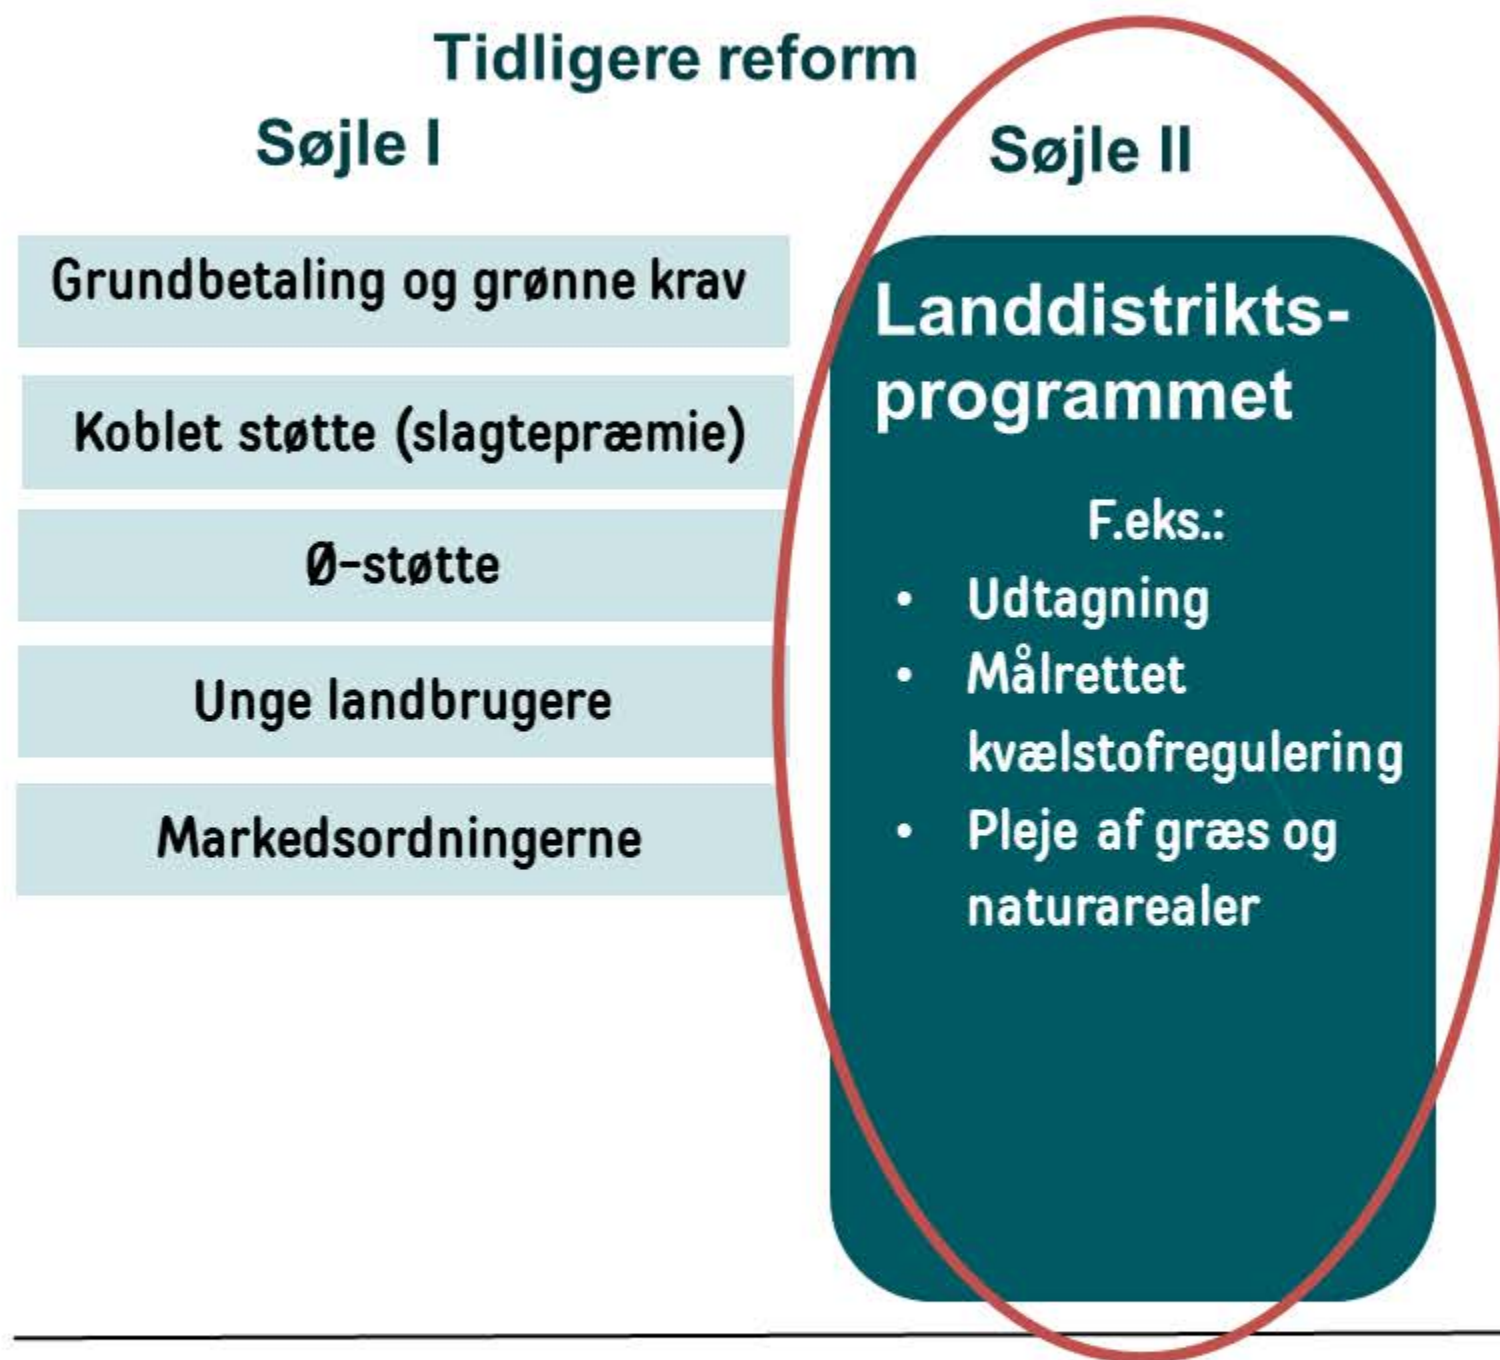 Tidligere reform
Søjle I
Grundbetaling og grønne krav
Koblet støtte (slagtepræmie)
Ø-støtte
Unge landbrugere
Markedsordningerne
Søjle II
Landdistrikts-
programmet
F.eks.:
• Udtagning
• Målrettet
kvælstofregulering
• Pleje af græs og
naturarealer